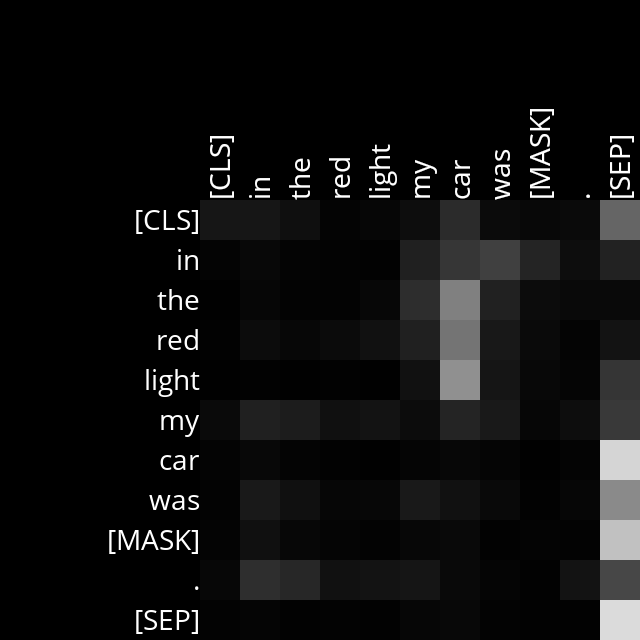 [CLS] in the red light my car was [MASK] . [SEP]
[CLS]
in
the
red
light
my
car
was
[MASK]
.
[SEP]